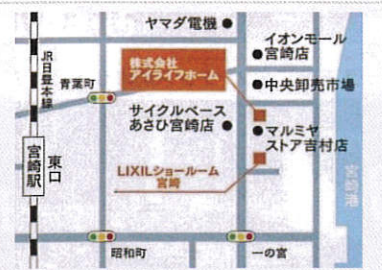 ヤマダ電機
イオンモール
宮崎店
株式会社
アイライフホーム
中央卸売市場
JR日豊本線
青葉町
サイクルベース
あさひ宮崎店
マルミヤ
ストア吉村店
宮崎駅
東口
LIXILショールーム
宮崎
宮崎港
昭和町
一の宮